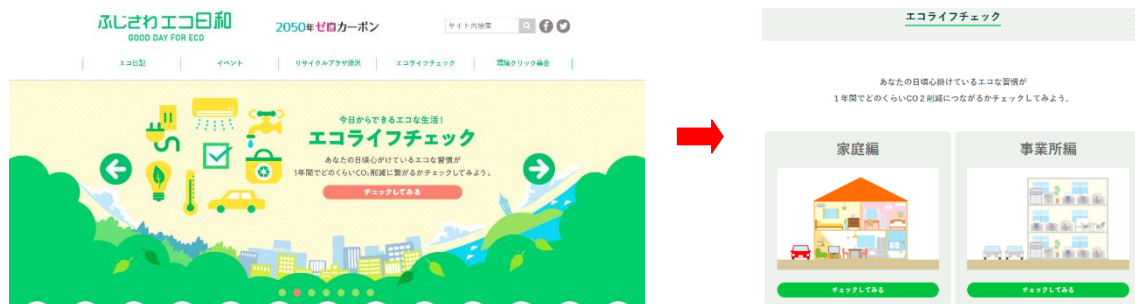 ふじさわエコ日和
GOOD DAY FOR ECO
2050年ゼロカーボン
サイト内検索
エコ日記
イベント
リサイクルプラザ藤沢
エコライフチェック
環境クリック募金
今日からできるエコな生活！
エコライフチェック
あなたの日頃心がけているエコな習慣が
1年間でどのくらいCO₂削減に繋がるかチェックしてみよう。
チェックしてみる
エコライフチェック
あなたの日頃心掛けているエコな習慣が
1年間でどのくらいCO2削減につながるかチェックしてみよう。
家庭編
事業所編
チェックしてみる
チェックしてみる